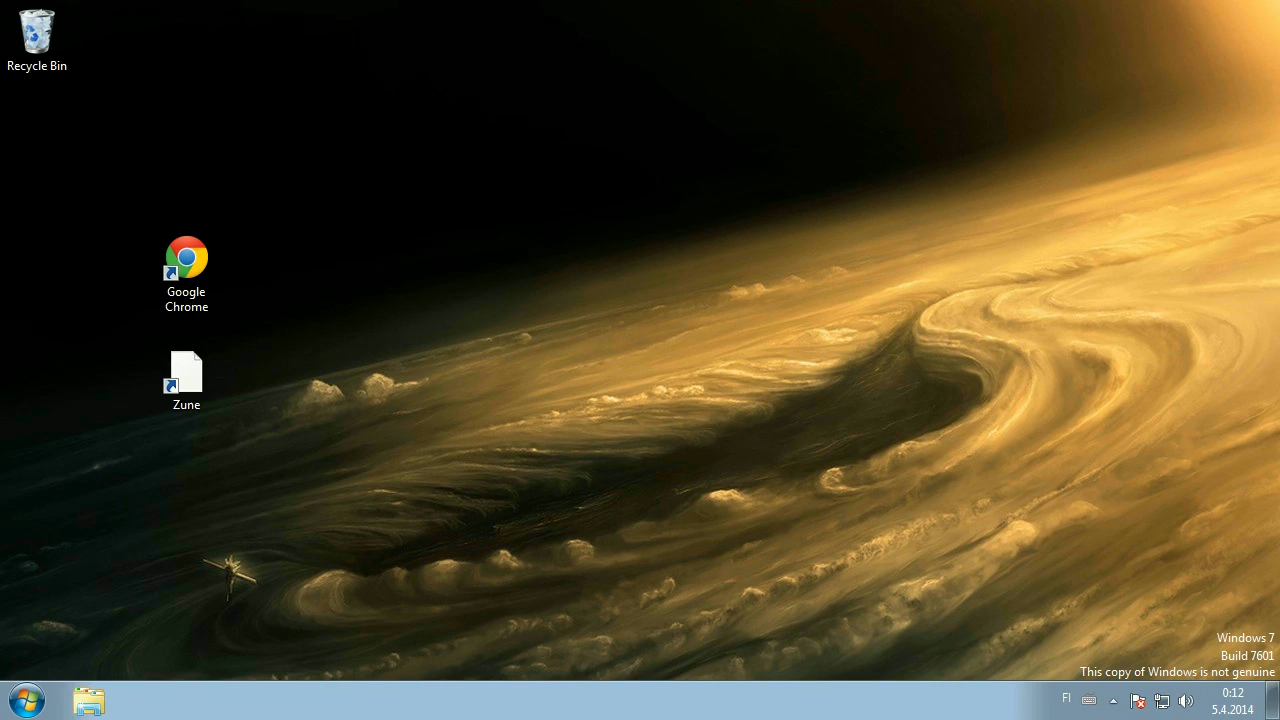 Recycle Bin
Google
Chrome
Zune
Windows 7
Build 7601
This copy of Windows is not genuine
FI
0:12
5.4.2014